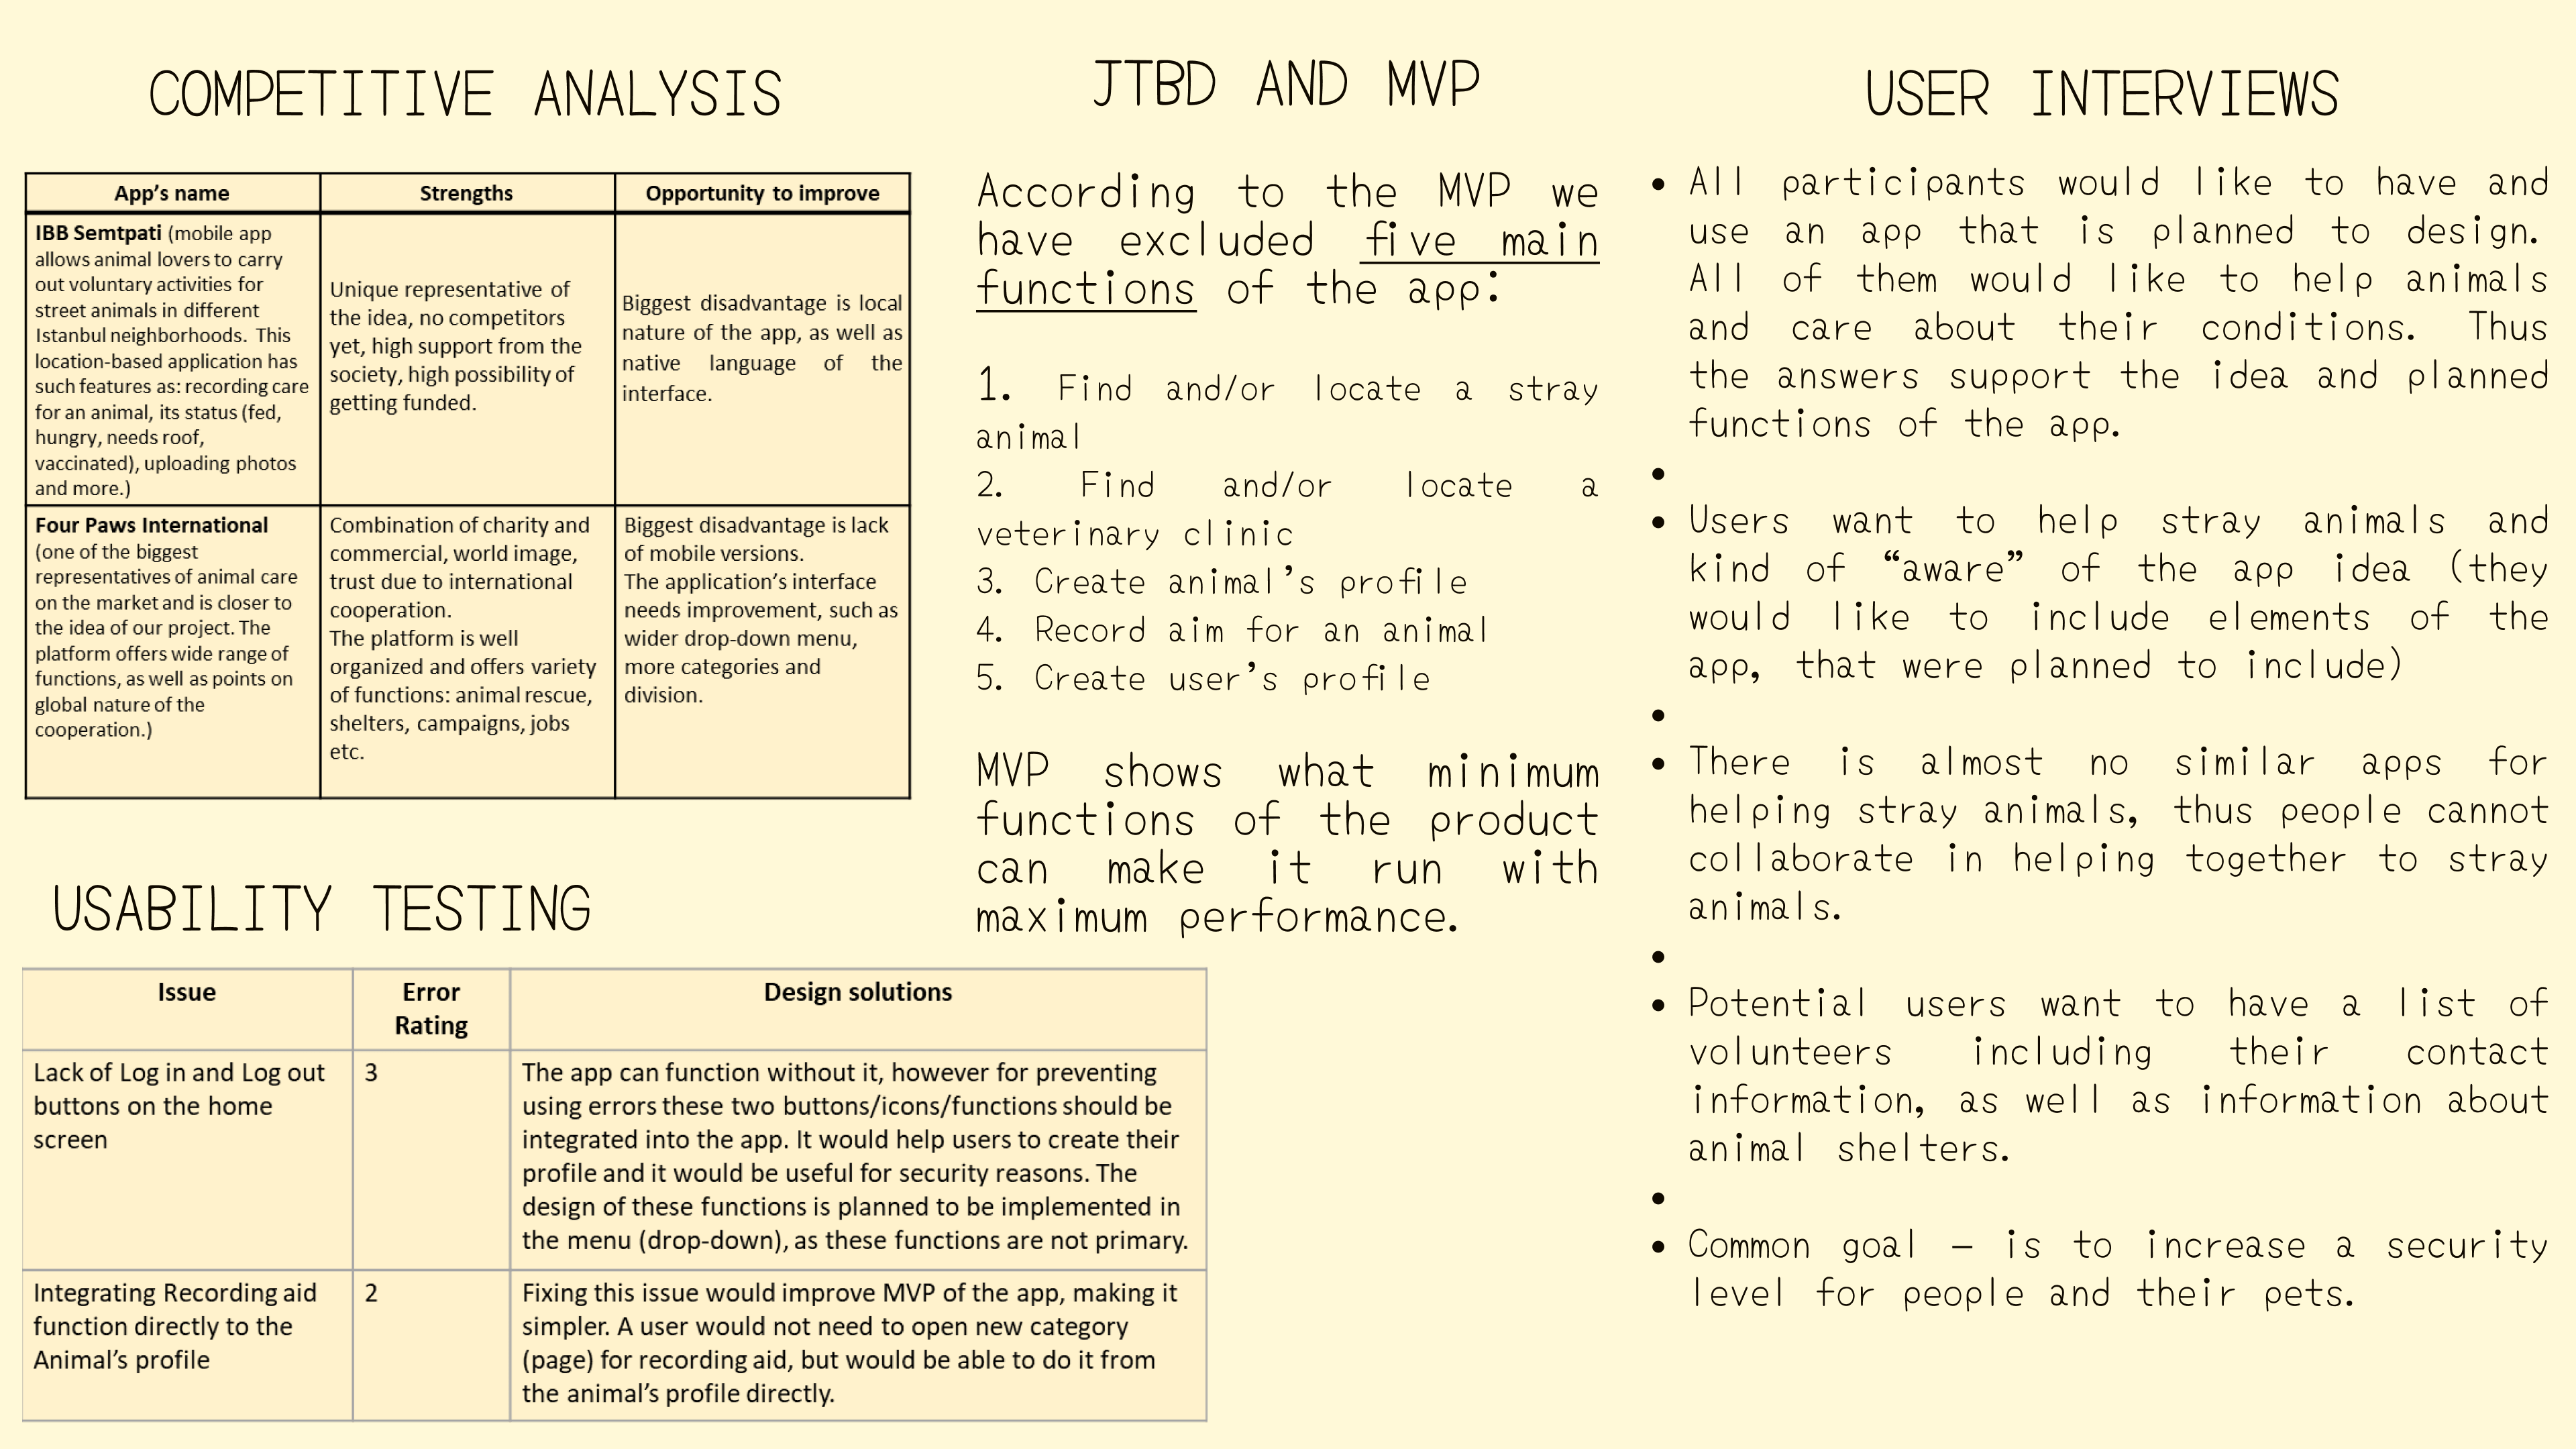 COMPETITIVE ANALYSIS
App's name
Strengths
Opportunity to improve
IBB Semtpati (mobile app
allows animal lovers to carry
out voluntary activities for
street animals in different
Istanbul neighborhoods. This
location-based application has
such features as: recording care
for an animal, its status (fed,
hungry, needs roof,
vaccinated), uploading photos
and more.)
Unique representative of
the idea, no competitors
yet, high support from the
society, high possibility of
getting funded.
Biggest disadvantage is local
nature of the app, as well as
native language of the
interface.
Four Paws International
(one of the biggest
representatives of animal care
on the market and is closer to
the idea of our project. The
platform offers wide range of
functions, as well as points on
global nature of the
cooperation.)
Combination of charity and
commercial, world image,
trust due to international
cooperation.
The platform is well
organized and offers variety
of functions: animal rescue,
shelters, campaigns, jobs
etc.
Biggest disadvantage is lack
of mobile versions.
The application's interface
needs improvement, such as
wider drop-down menu,
more categories and
division.
USABILITY TESTING
Issue
Error
Rating
Design solutions
Lack of Log in and Log out
buttons on the home
screen
3
The app can function without it, however for preventing
using errors these two buttons/icons/functions should be
integrated into the app. It would help users to create their
profile and it would be useful for security reasons. The
design of these functions is planned to be implemented in
the menu (drop-down), as these functions are not primary.
Integrating Recording aid
function directly to the
Animal's profile
2
Fixing this issue would improve MVP of the app, making it
simpler. A user would not need to open new category
(page) for recording aid, but would be able to do it from
the animal's profile directly.
JTBD AND MVP
According to the MVP we
have excluded five main
functions of the app:
1. Find and/or locate a stray
animal
2. Find and/or locate a
veterinary clinic
3. Create animal's profile
4. Record aim for an animal
5. Create user's profile
MVP shows what minimum
functions of the product
can make it run with
maximum performance.
USER INTERVIEWS
• All participants would like to have and
use an app that is planned to design.
All of them would like to help animals
and care about their conditions. Thus
the answers support the idea and planned
functions of the app.
•
• Users want to help stray animals and
kind of “aware” of the app idea (they
would like to include elements of the
app, that were planned to include)
•
• There is almost no similar apps for
helping stray animals, thus people cannot
collaborate in helping together to stray
animals.
•
• Potential users want to have a list of
volunteers including their contact
information, as well as information about
animal shelters.
•
• Common goal – is to increase a security
level for people and their pets.